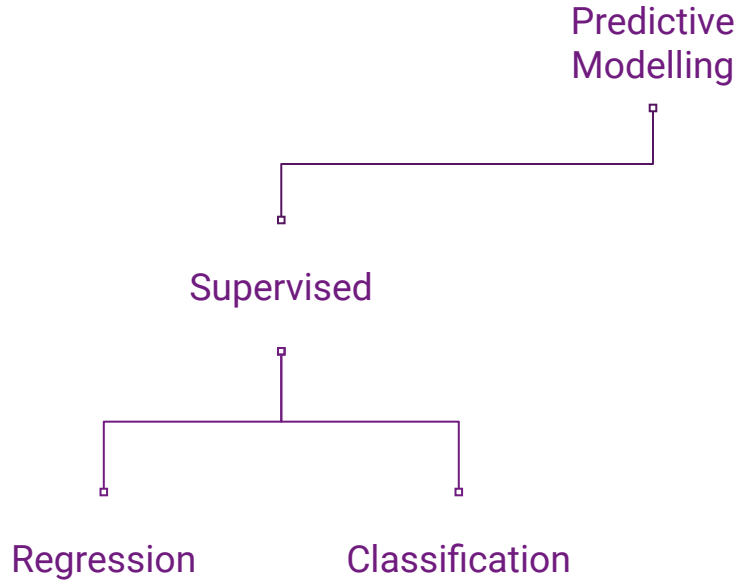 Predictive
Modelling
Supervised
Regression
Classification